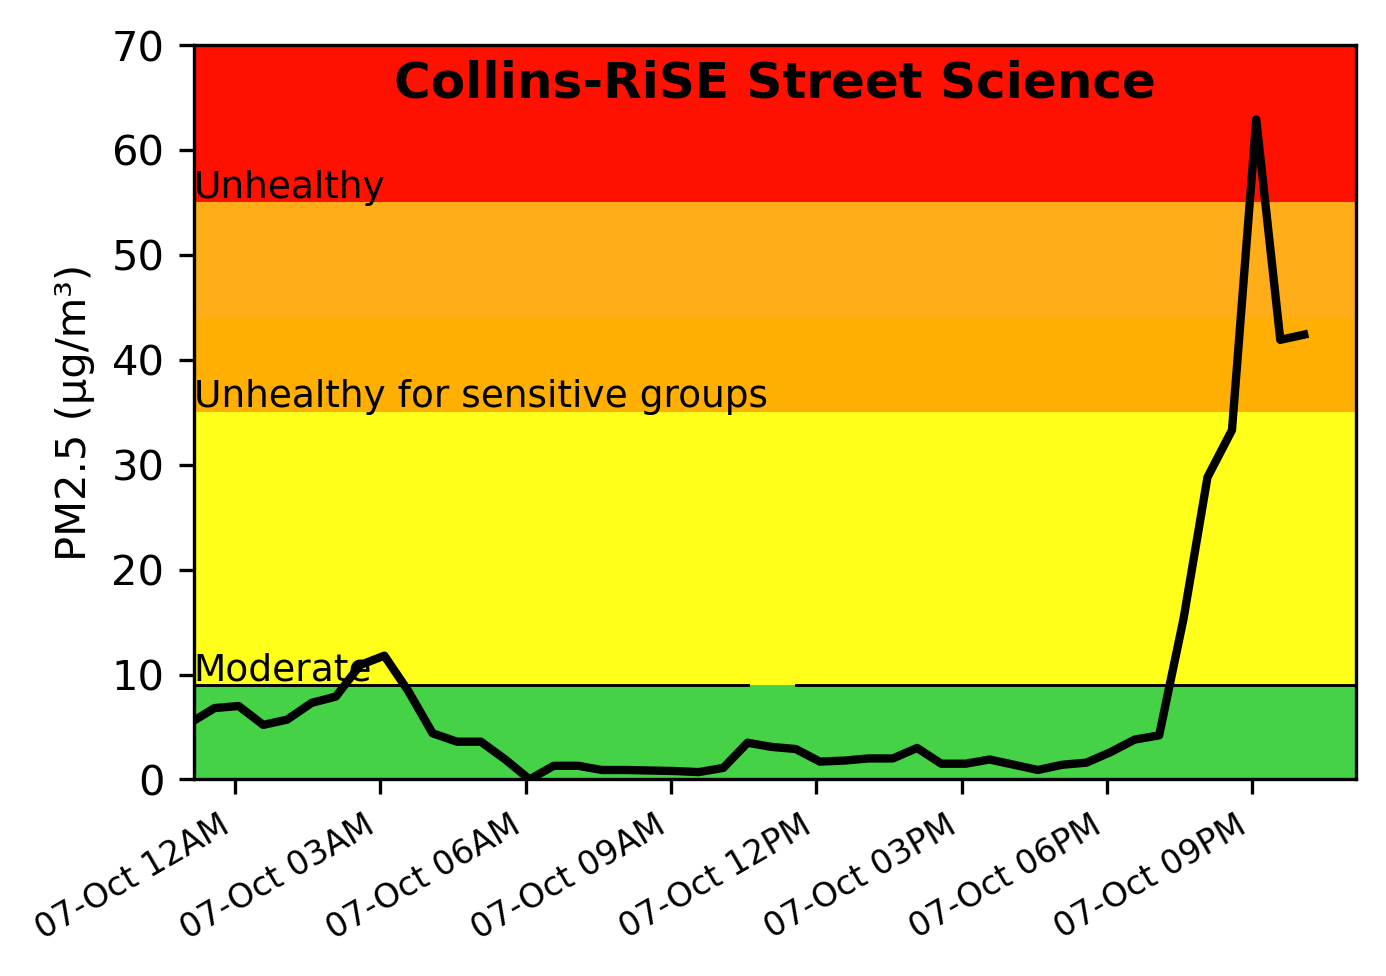 Collins-RiSE Street Science
70
60
50
40
30
20
10
0
PM2.5 (μg/m³)
Unhealthy
Unhealthy for sensitive groups
Moderate
07-Oct 12AM
07-Oct 03AM
07-Oct 06AM
07-Oct 09AM
07-Oct 12PM
07-Oct 03PM
07-Oct 06PM
07-Oct 09PM